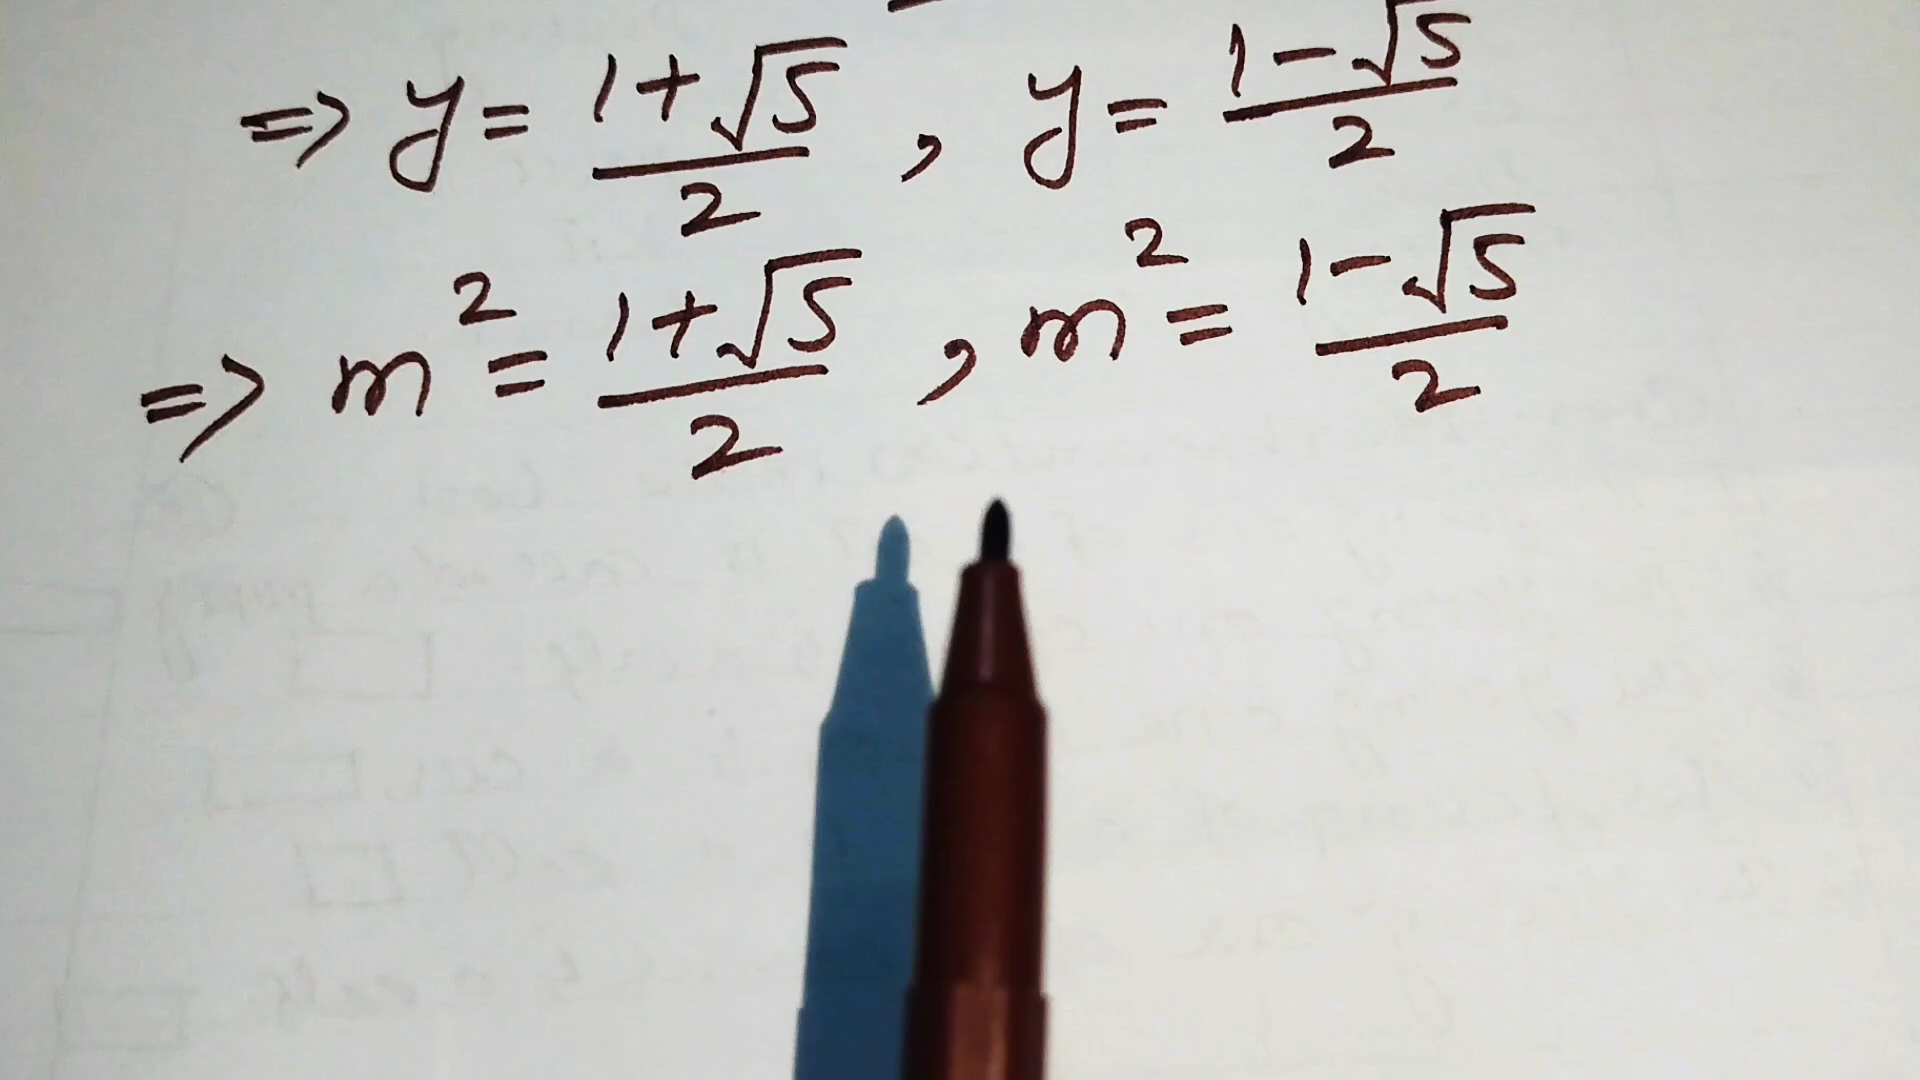 ⇒ y = (1+√5)/2 , y = (1-√5)/2
⇒ m² = (1+√5)/2 , m² = (1-√5)/2